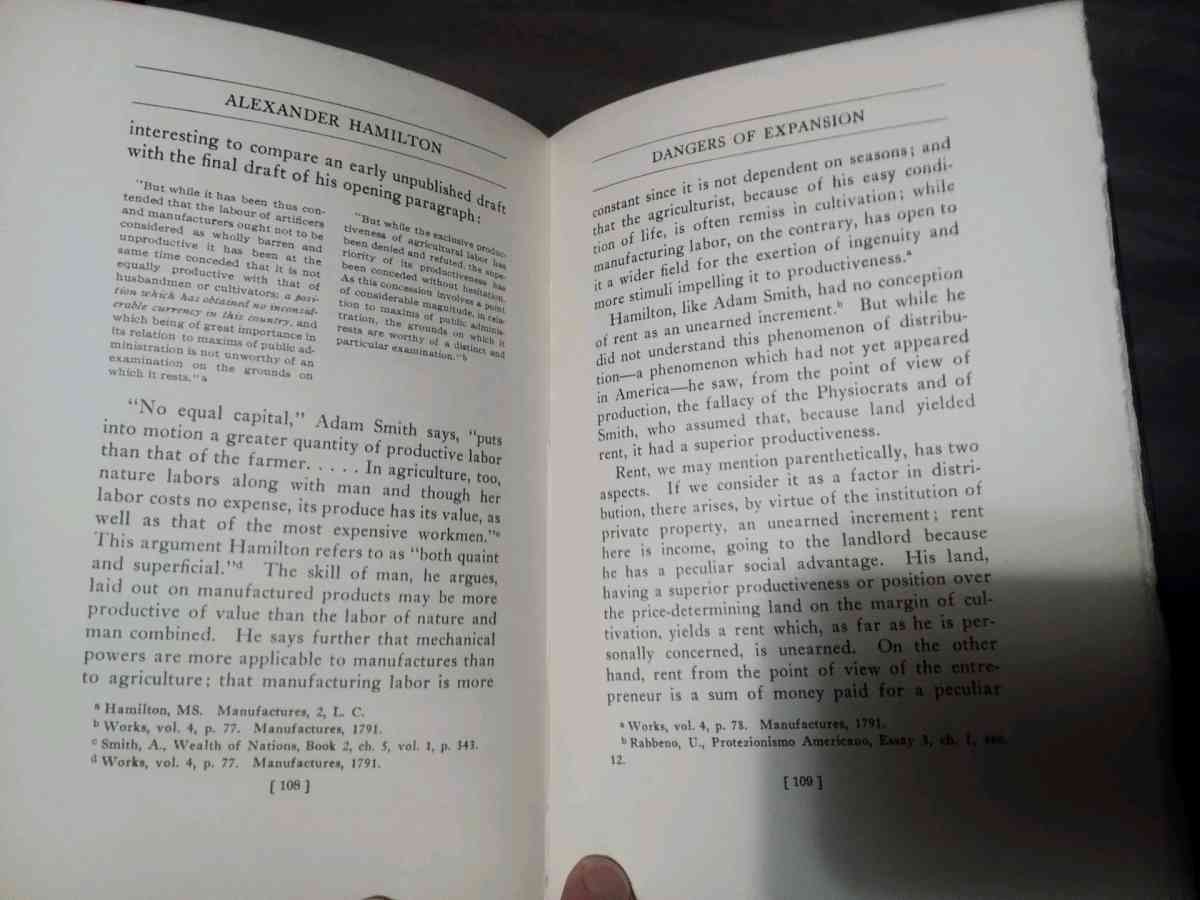 ALEXANDER HAMILTON
interesting to compare an early unpublished draft
with the final draft of his opening paragraph:
"But while it has been thus con-
tended that the labour of artificers
and manufacturers ought not to be
considered as wholly barren and
unproductive it has been at the
same time conceded that it is not
equally productive with that of
husbandmen or cultivators; a posi-
tion which has obtained no inconsid-
erable currency in this country, and
which being of great importance in
its relation to maxims of public ad-
ministration is not unworthy of an
examination on the grounds on
which it rests."a
"But while the exclusive produc-
tiveness of agricultural labor has
been denied and refuted, the supe-
riority of its productiveness has
been conceded without hesitation.
As this concession involves a point
of considerable magnitude, in rela-
tion to maxims of public adminis-
tration, the grounds on which it
rests are worthy of a distinct and
particular examination."b
"No equal capital," Adam Smith says, "puts
into motion a greater quantity of productive labor
than that of the farmer. . . . . In agriculture, too,
nature labors along with man and though her
labor costs no expense, its produce has its value, as
well as that of the most expensive workmen."c
This argument Hamilton refers to as "both quaint
and superficial."d The skill of man, he argues,
laid out on manufactured products may be more
productive of value than the labor of nature and
man combined. He says further that mechanical
powers are more applicable to manufactures than
to agriculture; that manufacturing labor is more
a Hamilton, MS. Manufactures, 2, L. C.
b Works, vol. 4, p. 77. Manufactures, 1791.
c Smith, A., Wealth of Nations, Book 2, ch. 5, vol. 1, p. 343.
d Works, vol. 4, p. 77. Manufactures, 1791.
[ 108 ]
DANGERS OF EXPANSION
constant since it is not dependent on seasons; and
that the agriculturist, because of his easy condi-
tion of life, is often remiss in cultivation; while
manufacturing labor, on the contrary, has open to
it a wider field for the exertion of ingenuity and
more stimuli impelling it to productiveness.a
Hamilton, like Adam Smith, had no conception
of rent as an unearned increment.b But while he
did not understand this phenomenon of distribu-
tion—a phenomenon which had not yet appeared
in America—he saw, from the point of view of
production, the fallacy of the Physiocrats and of
Smith, who assumed that, because land yielded
rent, it had a superior productiveness.
Rent, we may mention parenthetically, has two
aspects. If we consider it as a factor in distri-
bution, there arises, by virtue of the institution of
private property, an unearned increment; rent
here is income, going to the landlord because
he has a peculiar social advantage. His land,
having a superior productiveness or position over
the price-determining land on the margin of cul-
tivation, yields a rent which, as far as he is per-
sonally concerned, is unearned. On the other
hand, rent from the point of view of the entre-
preneur is a sum of money paid for a peculiar
a Works, vol. 4, p. 78. Manufactures, 1791.
b Rabbeno, U., Protezionismo Americano, Essay 3, ch. 1, sec.
12.
[ 109 ]